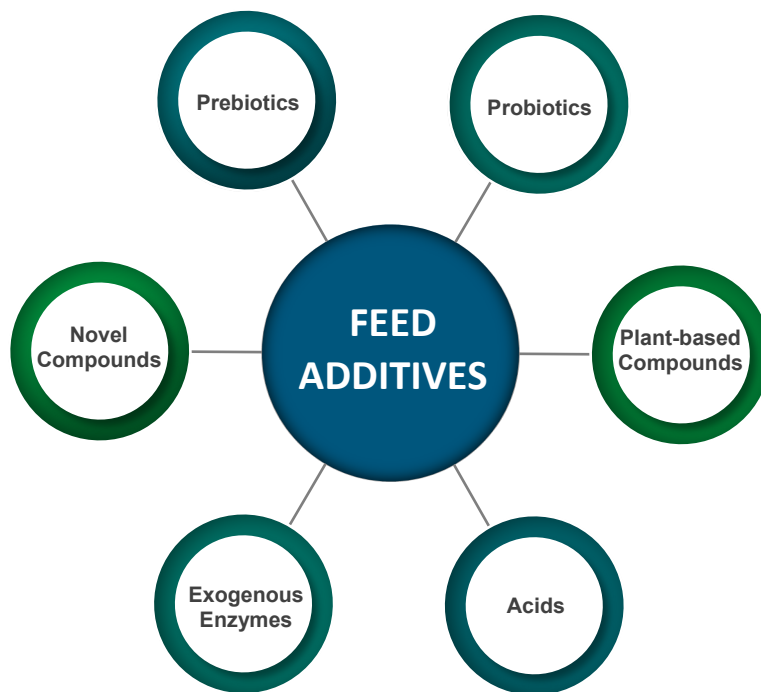 Prebiotics
Probiotics
FEED
ADDITIVES
Novel
Compounds
Plant-based
Compounds
Exogenous
Enzymes
Acids